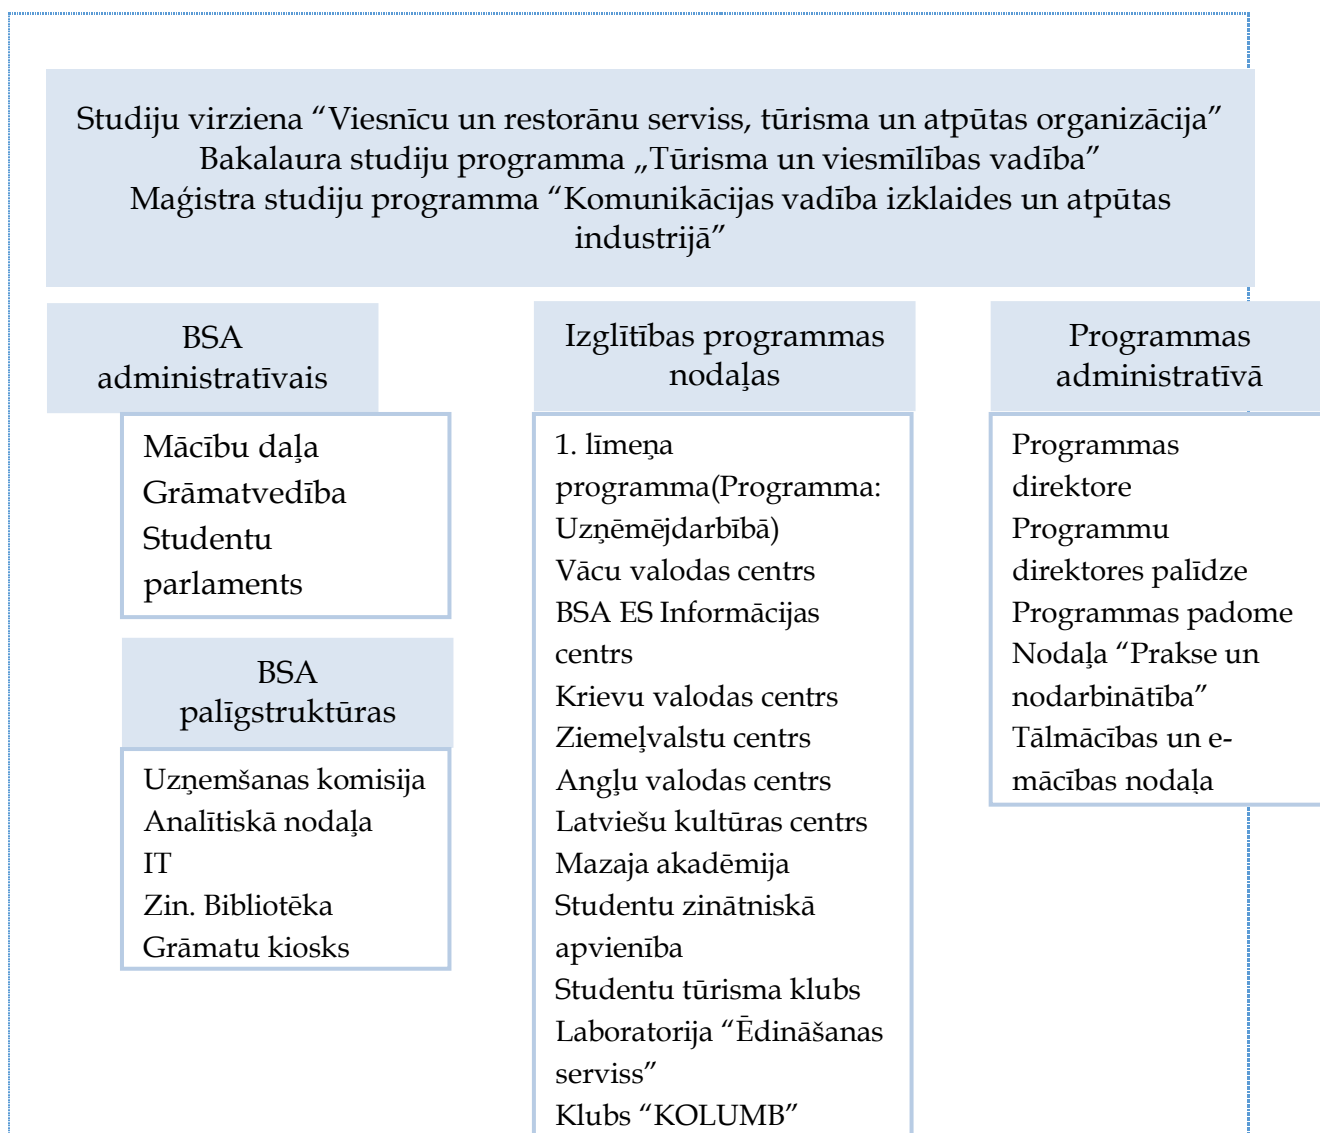 Studiju virziena “Viesnīcu un restorānu serviss, tūrisma un atpūtas organizācija”
Bakalaura studiju programma „Tūrisma un viesmīlības vadība”
Maģistra studiju programma “Komunikācijas vadība izklaides un atpūtas
industrijā”
BSA
administratīvais
Mācību daļa
Grāmatvedība
Studentu
parlaments
BSA
palīgstruktūras
Uzņemšanas komisija
Analītiskā nodaļa
IT
Zin. Bibliotēka
Grāmatu kiosks
Izglītības programmas
nodaļas
1. līmeņa
programma(Programma:
Uzņēmējdarbībā)
Vācu valodas centrs
BSA ES Informācijas
centrs
Krievu valodas centrs
Ziemeļvalstu centrs
Angļu valodas centrs
Latviešu kultūras centrs
Mazaja akadēmija
Studentu zinātniskā
apvienība
Studentu tūrisma klubs
Laboratorija “Ēdināšanas
serviss”
Klubs “KOLUMB”
Programmas
administratīvā
Programmas
direktore
Programmu
direktores palīdze
Programmas padome
Nodaļa “Prakse un
nodarbinātība”
Tālmācības un e-
mācības nodaļa